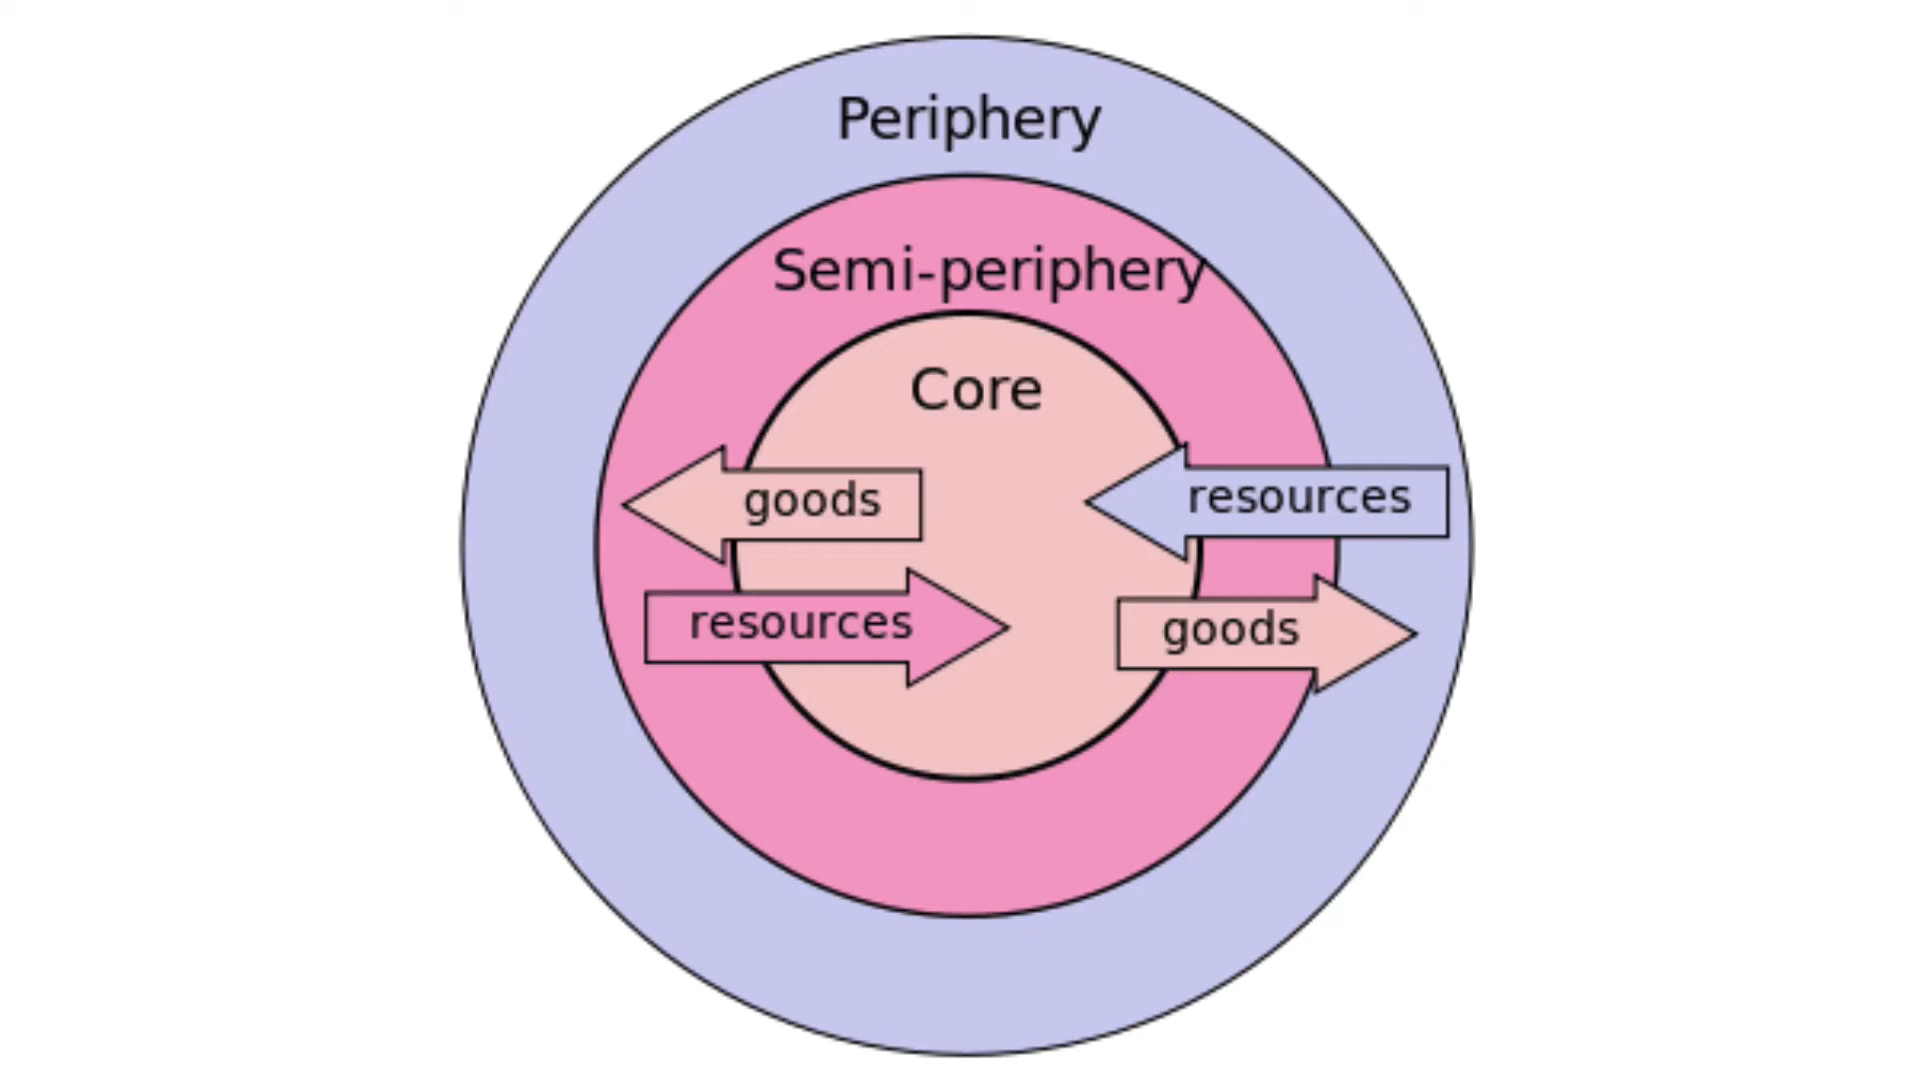 Periphery
Semi-periphery
Core
goods
resources
resources
goods